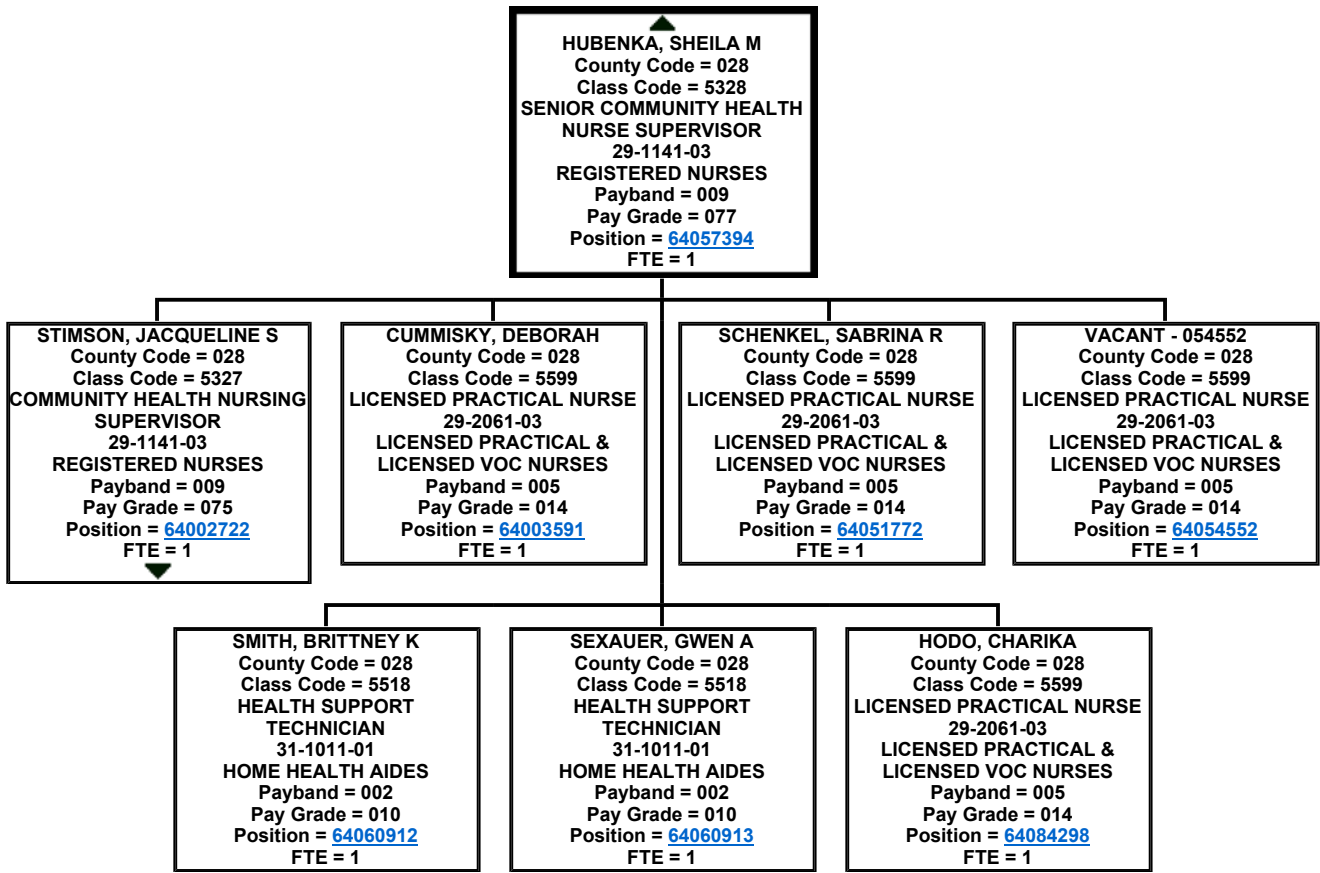 HUBENKA, SHEILA M
County Code = 028
Class Code = 5328
SENIOR COMMUNITY HEALTH
NURSE SUPERVISOR
29-1141-03
REGISTERED NURSES
Payband = 009
Pay Grade = 077
Position = 64057394
FTE = 1
STIMSON, JACQUELINE S
County Code = 028
Class Code = 5327
COMMUNITY HEALTH NURSING
SUPERVISOR
29-1141-03
REGISTERED NURSES
Payband = 009
Pay Grade = 075
Position = 64002722
FTE = 1
CUMMISKY, DEBORAH
County Code = 028
Class Code = 5599
LICENSED PRACTICAL NURSE
29-2061-03
LICENSED PRACTICAL &
LICENSED VOC NURSES
Payband = 005
Pay Grade = 014
Position = 64003591
FTE = 1
SCHENKEL, SABRINA R
County Code = 028
Class Code = 5599
LICENSED PRACTICAL NURSE
29-2061-03
LICENSED PRACTICAL &
LICENSED VOC NURSES
Payband = 005
Pay Grade = 014
Position = 64051772
FTE = 1
VACANT - 054552
County Code = 028
Class Code = 5599
LICENSED PRACTICAL NURSE
29-2061-03
LICENSED PRACTICAL &
LICENSED VOC NURSES
Payband = 005
Pay Grade = 014
Position = 64054552
FTE = 1
SMITH, BRITTNEY K
County Code = 028
Class Code = 5518
HEALTH SUPPORT
TECHNICIAN
31-1011-01
HOME HEALTH AIDES
Payband = 002
Pay Grade = 010
Position = 64060912
FTE = 1
SEXAUER, GWEN A
County Code = 028
Class Code = 5518
HEALTH SUPPORT
TECHNICIAN
31-1011-01
HOME HEALTH AIDES
Payband = 002
Pay Grade = 010
Position = 64060913
FTE = 1
HODO, CHARIKA
County Code = 028
Class Code = 5599
LICENSED PRACTICAL NURSE
29-2061-03
LICENSED PRACTICAL &
LICENSED VOC NURSES
Payband = 005
Pay Grade = 014
Position = 64084298
FTE = 1